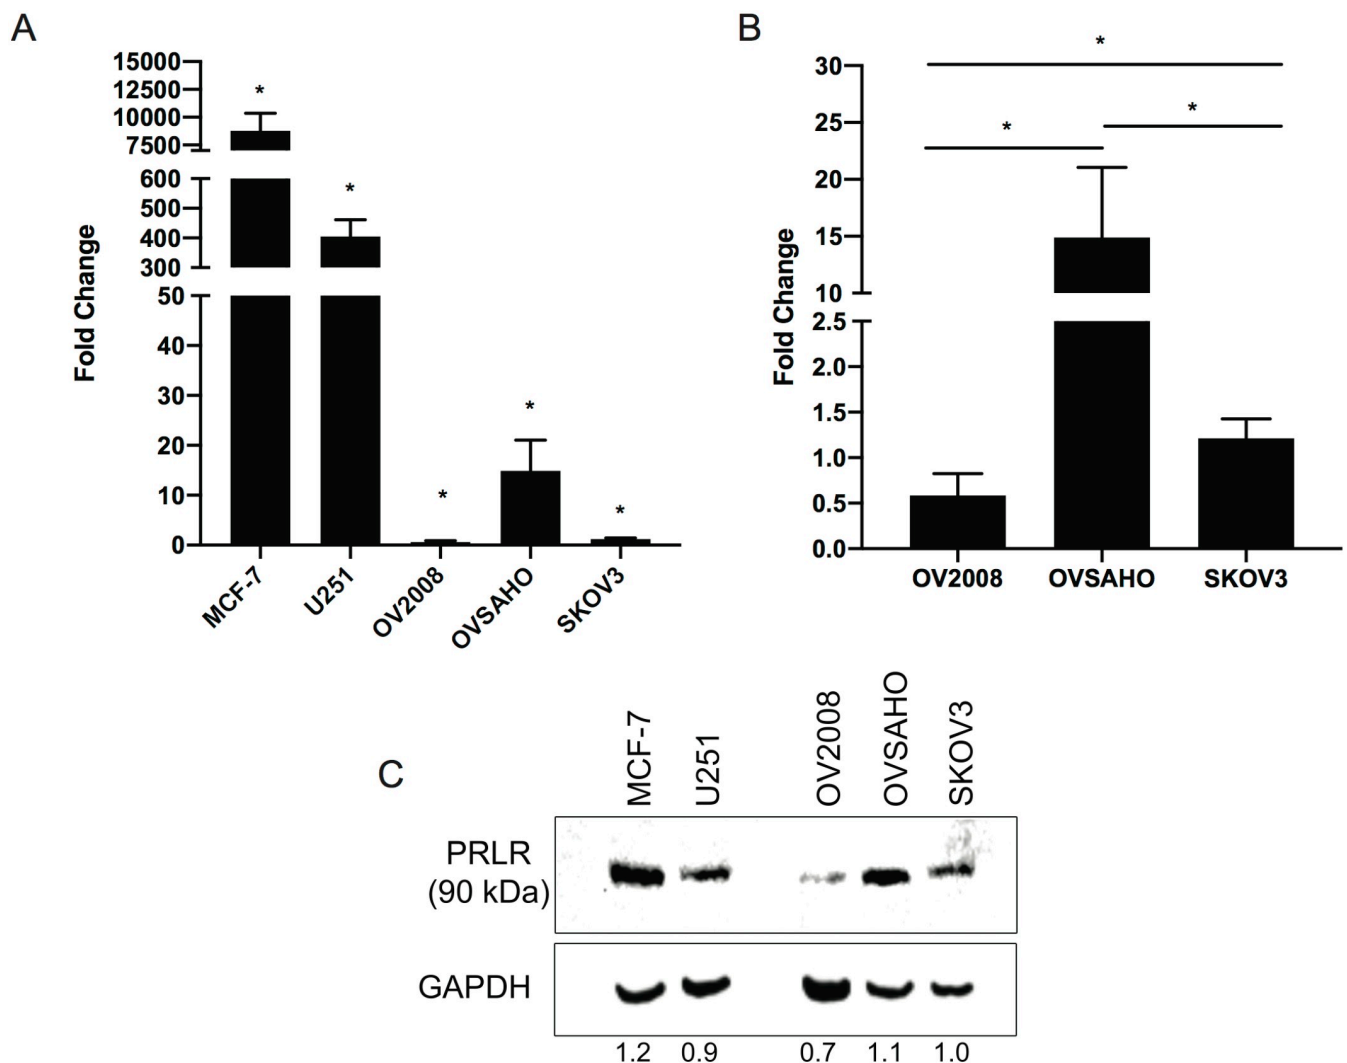 A
Fold Change
15000
12500
10000
7500
600
500
400
300
50
40
30
20
10
0
*
*
*
*
*
MCF-7
U251
OV2008
OVSAHO
SKOV3
B
Fold Change
30
25
20
15
10
2.5
2.0
1.5
1.0
0.5
0.0
*
*
*
OV2008
OVSAHO
SKOV3
C
MCF-7
U251
OV2008
OVSAHO
SKOV3
PRLR
(90 kDa)
GAPDH
1.2 0.9 0.7 1.1 1.0